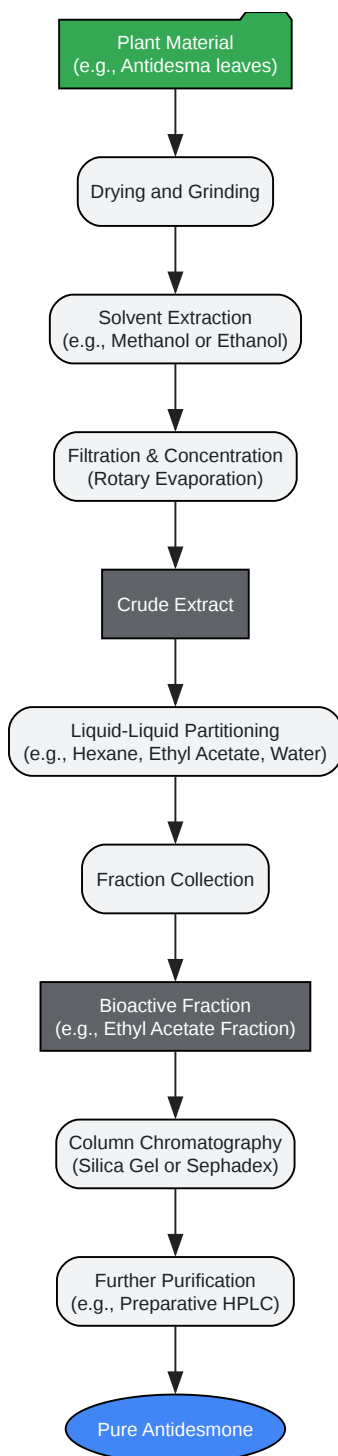 Plant Material
(e.g., Antidesma leaves)
Drying and Grinding
Solvent Extraction
(e.g., Methanol or Ethanol)
Filtration & Concentration
(Rotary Evaporation)
Crude Extract
Liquid-Liquid Partitioning
(e.g., Hexane, Ethyl Acetate, Water)
Fraction Collection
Bioactive Fraction
(e.g., Ethyl Acetate Fraction)
Column Chromatography
(Silica Gel or Sephadex)
Further Purification
(e.g., Preparative HPLC)
Pure Antidesmone